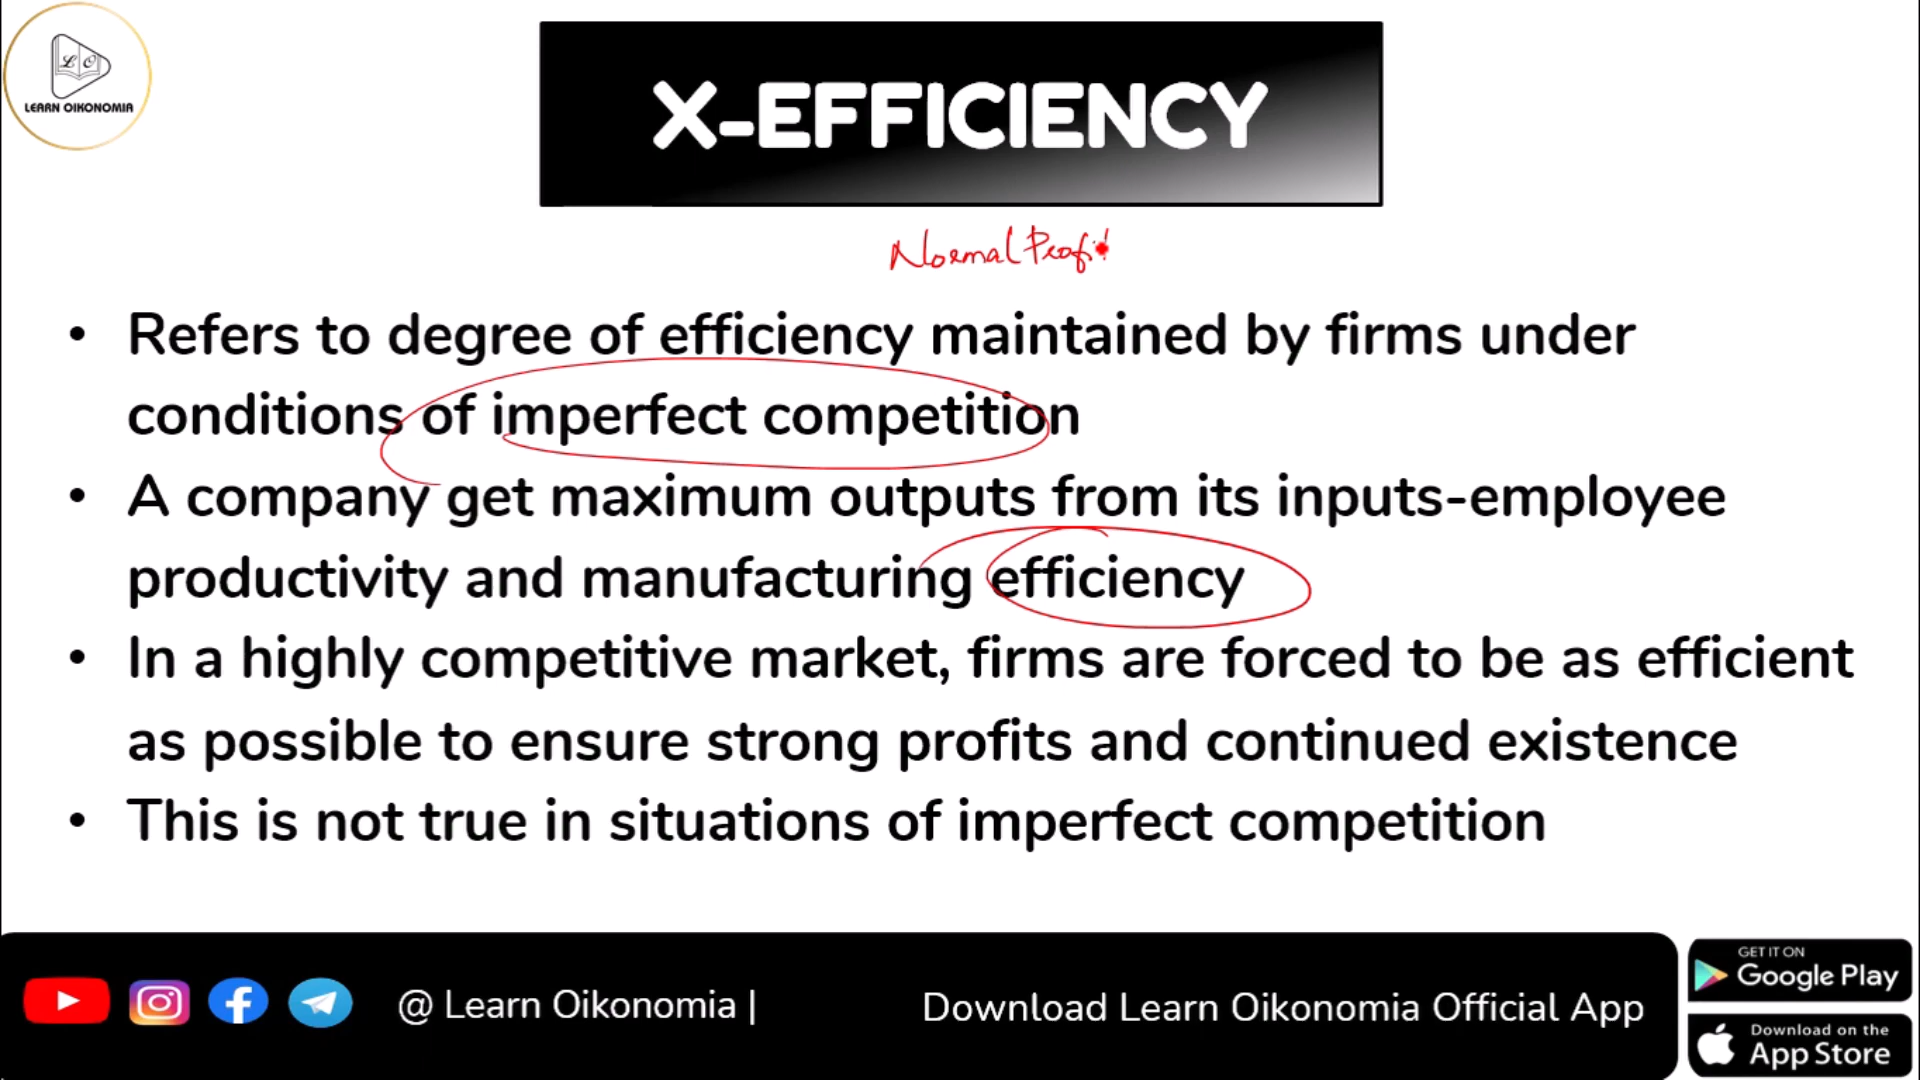 LO
LEARN OIKONOMIA
X-EFFICIENCY
Normal Profi
• Refers to degree of efficiency maintained by firms under
conditions of imperfect competition
• A company get maximum outputs from its inputs-employee
productivity and manufacturing efficiency
• In a highly competitive market, firms are forced to be as efficient
as possible to ensure strong profits and continued existence
• This is not true in situations of imperfect competition
@ Learn Oikonomia |
Download Learn Oikonomia Official App
GET IT ON
Google Play
Download on the
App Store